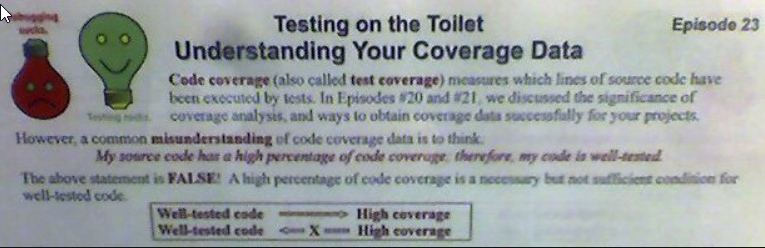 Debugging sucks.
Testing rocks.
Testing on the Toilet
Episode 23
Understanding Your Coverage Data
Code coverage (also called test coverage) measures which lines of source code have
been executed by tests. In Episodes #20 and #21, we discussed the significance of
coverage analysis, and ways to obtain coverage data successfully for your projects.
However, a common misunderstanding of code coverage data is to think:
My source code has a high percentage of code coverage; therefore, my code is well-tested.
The above statement is FALSE! A high percentage of code coverage is a necessary but not sufficient condition for
well-tested code.
Well-tested code =====> High coverage
Well-tested code <== X === High coverage